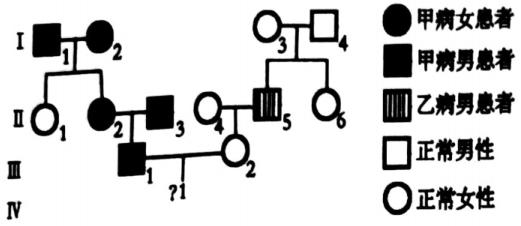 I 1 2 3 4
II 1 2 3 4 5 6
III 1 2
IV ?1
甲病女患者
甲病男患者
乙病男患者
正常男性
正常女性